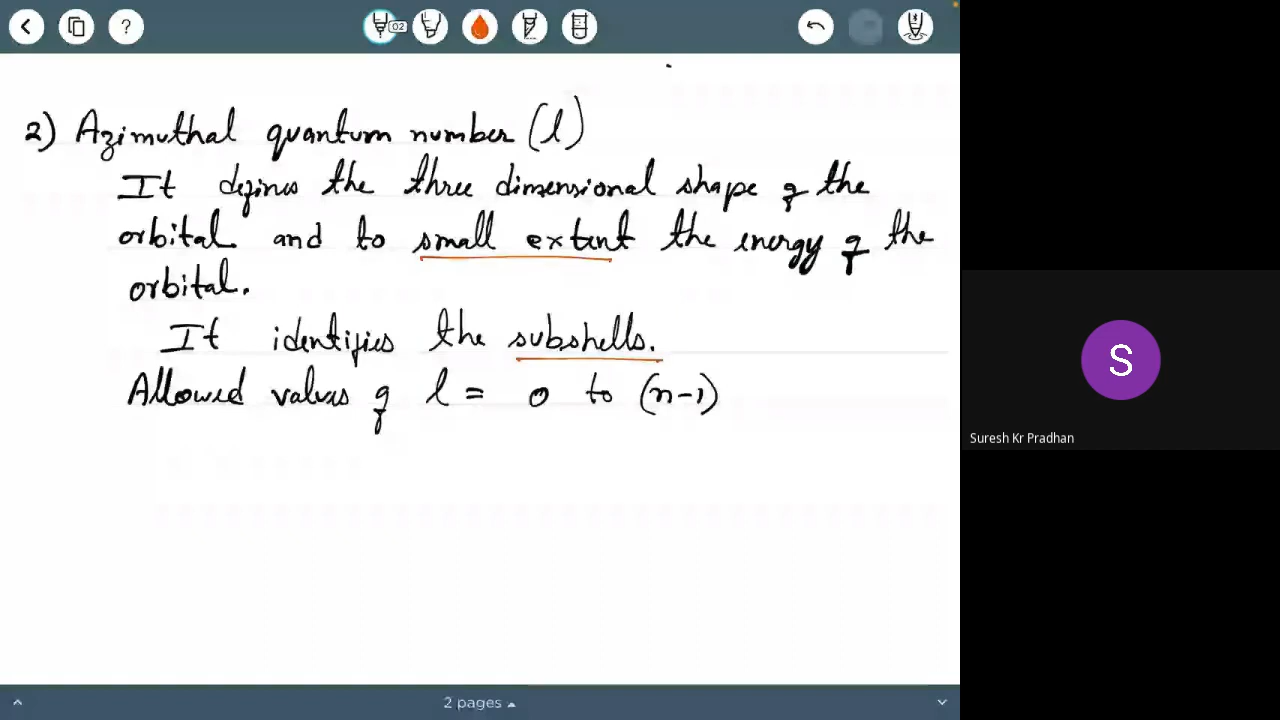 ?
02
2) Azimuthal quantum number (l)
It defines the three dimensional shape of the
orbital and to small extent the energy of the
orbital.
It identifies the subshells.
Allowed values of l = 0 to (n-1)
S
Suresh Kr Pradhan
2 pages